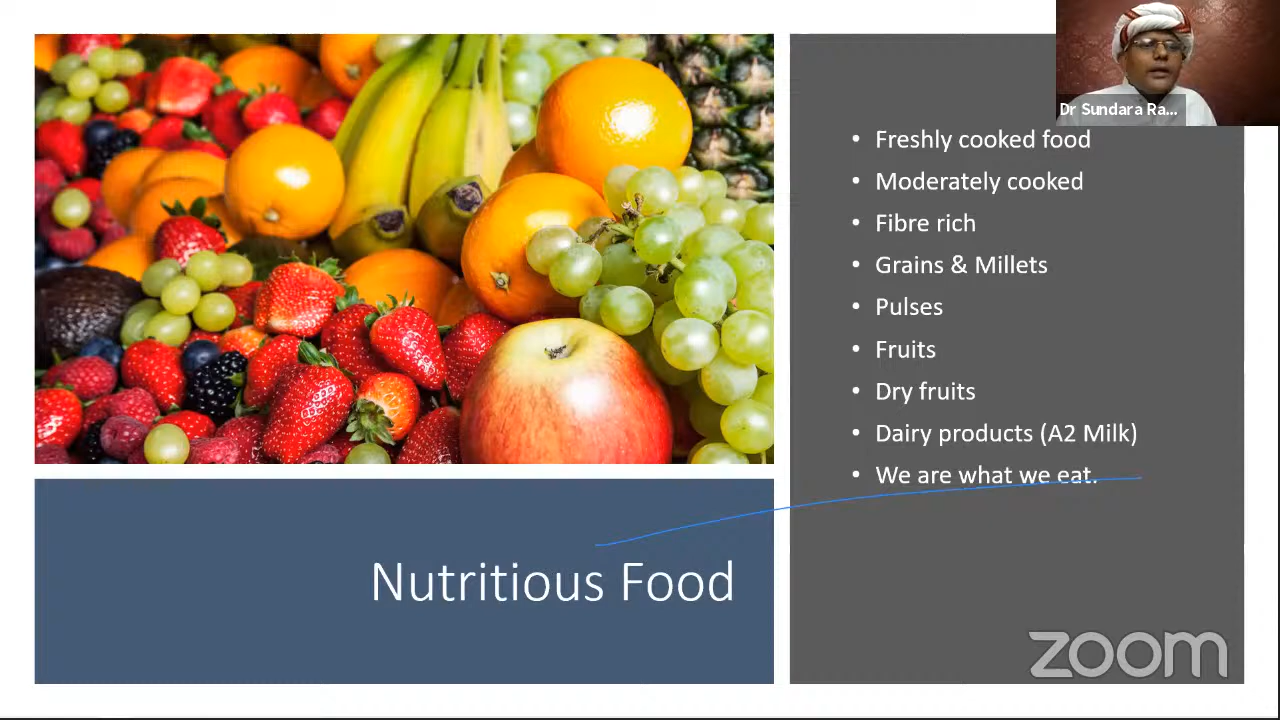 Dr Sundara Ra...
Freshly cooked food
Moderately cooked
Fibre rich
Grains & Millets
Pulses
Fruits
Dry fruits
Dairy products (A2 Milk)
We are what we eat.
Nutritious Food
zoom